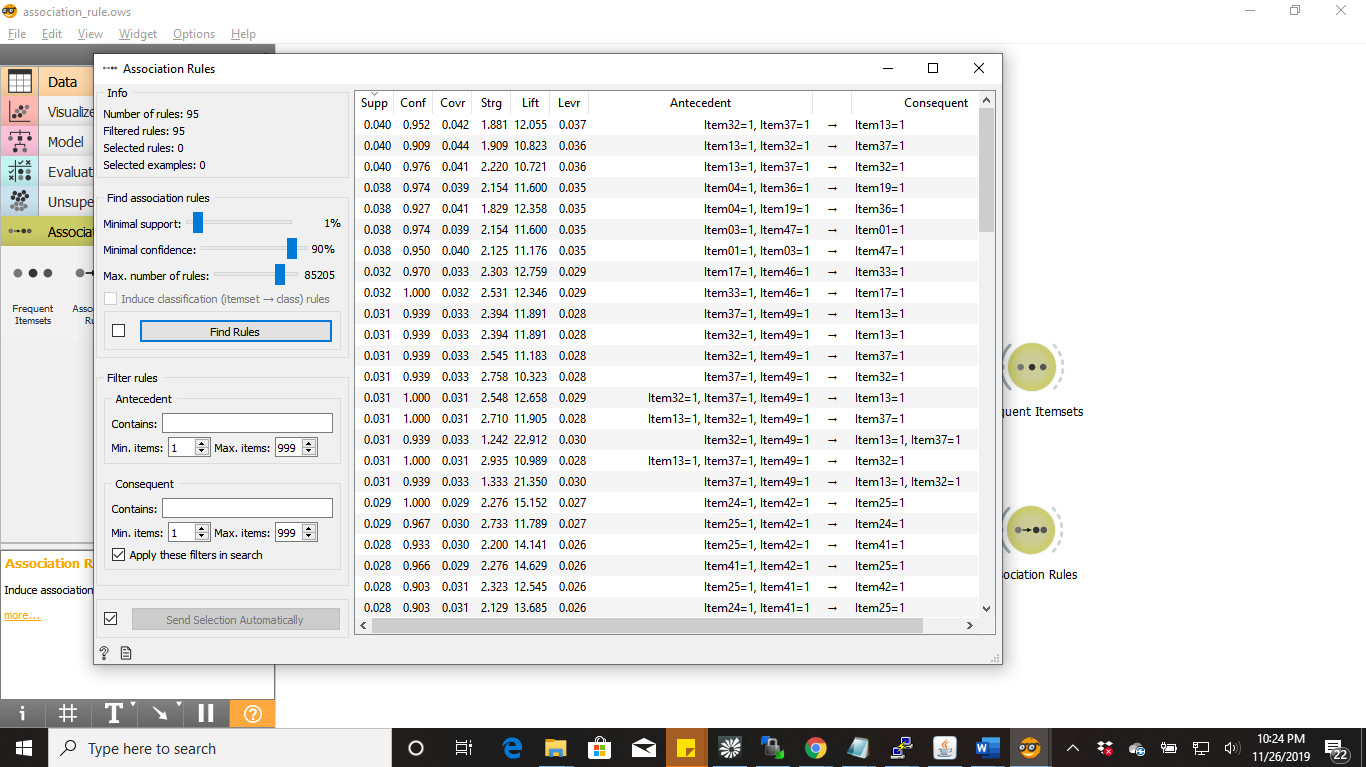 association_rule.ows
File Edit View Widget Options Help
Data
Visualize
Model
Evaluat
Unsupe
Associat
Frequent
Itemsets
Asso
Ru
Association R
Induce association
more...
Association Rules
Info
Number of rules: 95
Filtered rules: 95
Selected rules: 0
Selected examples: 0
Find association rules
Minimal support: 1%
Minimal confidence: 90%
Max. number of rules: 85205
Induce classification (itemset → class) rules
Find Rules
Filter rules
Antecedent
Contains:
Min. items: 1 Max. items: 999
Consequent
Contains:
Min. items: 1 Max. items: 999
Apply these filters in search
Send Selection Automatically
Supp Conf Covr Strg Lift Levr Antecedent Consequent
0.040 0.952 0.042 1.881 12.055 0.037 Item32=1, Item37=1 → Item13=1
0.040 0.909 0.044 1.909 10.823 0.036 Item13=1, Item32=1 → Item37=1
0.040 0.976 0.041 2.220 10.721 0.036 Item13=1, Item37=1 → Item32=1
0.038 0.974 0.039 2.154 11.600 0.035 Item04=1, Item36=1 → Item19=1
0.038 0.927 0.041 1.829 12.358 0.035 Item04=1, Item19=1 → Item36=1
0.038 0.974 0.039 2.154 11.600 0.035 Item03=1, Item47=1 → Item01=1
0.038 0.950 0.040 2.125 11.176 0.035 Item01=1, Item03=1 → Item47=1
0.032 0.970 0.033 2.303 12.759 0.029 Item17=1, Item46=1 → Item33=1
0.032 1.000 0.032 2.531 12.346 0.029 Item33=1, Item46=1 → Item17=1
0.031 0.939 0.033 2.394 11.891 0.028 Item37=1, Item49=1 → Item13=1
0.031 0.939 0.033 2.394 11.891 0.028 Item32=1, Item49=1 → Item13=1
0.031 0.939 0.033 2.545 11.183 0.028 Item32=1, Item49=1 → Item37=1
0.031 0.939 0.033 2.758 10.323 0.028 Item37=1, Item49=1 → Item32=1
0.031 1.000 0.031 2.548 12.658 0.029 Item32=1, Item37=1, Item49=1 → Item13=1
0.031 1.000 0.031 2.710 11.905 0.028 Item13=1, Item32=1, Item49=1 → Item37=1
0.031 0.939 0.033 1.242 22.912 0.030 Item32=1, Item49=1 → Item13=1, Item37=1
0.031 1.000 0.031 2.935 10.989 0.028 Item13=1, Item37=1, Item49=1 → Item32=1
0.031 0.939 0.033 1.333 21.350 0.030 Item37=1, Item49=1 → Item13=1, Item32=1
0.029 1.000 0.029 2.276 15.152 0.027 Item24=1, Item42=1 → Item25=1
0.029 0.967 0.030 2.733 11.789 0.027 Item25=1, Item42=1 → Item24=1
0.028 0.933 0.030 2.200 14.141 0.026 Item25=1, Item42=1 → Item41=1
0.028 0.966 0.029 2.276 14.629 0.026 Item41=1, Item42=1 → Item25=1
0.028 0.903 0.031 2.323 12.545 0.026 Item25=1, Item41=1 → Item42=1
0.028 0.903 0.031 2.129 13.685 0.026 Item24=1, Item41=1 → Item25=1
quent Itemsets
ociation Rules
Type here to search
10:24 PM
11/26/2019
22